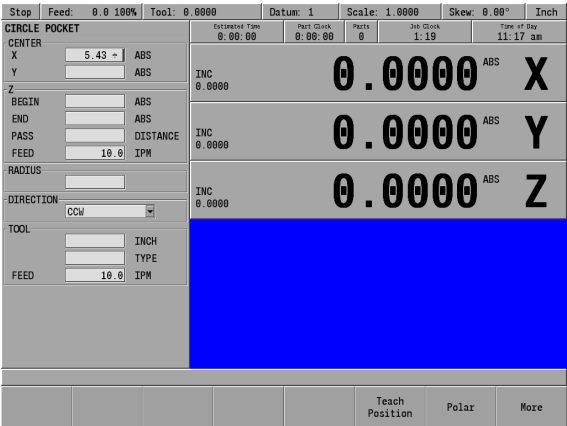 Stop Feed: 0.0 100% Tool: 0.0000 Datum: 1 Scale: 1.0000 Skew: 0.00° Inch
CIRCLE POCKET
Estimated Time Part Clock Parts Job Clock Time of Day
0:00:00 0:00:00 0 1:19 11:17 am
CENTER
X 5.43 ÷ ABS
Y ABS
Z
BEGIN ABS
END ABS
PASS DISTANCE
FEED 10.0 IPM
RADIUS
DIRECTION
CCW
TOOL
INCH
TYPE
FEED 10.0 IPM
INC
0.0000
0.0000 ABS X
INC
0.0000
0.0000 ABS Y
INC
0.0000
0.0000 ABS Z
Teach Position Polar More